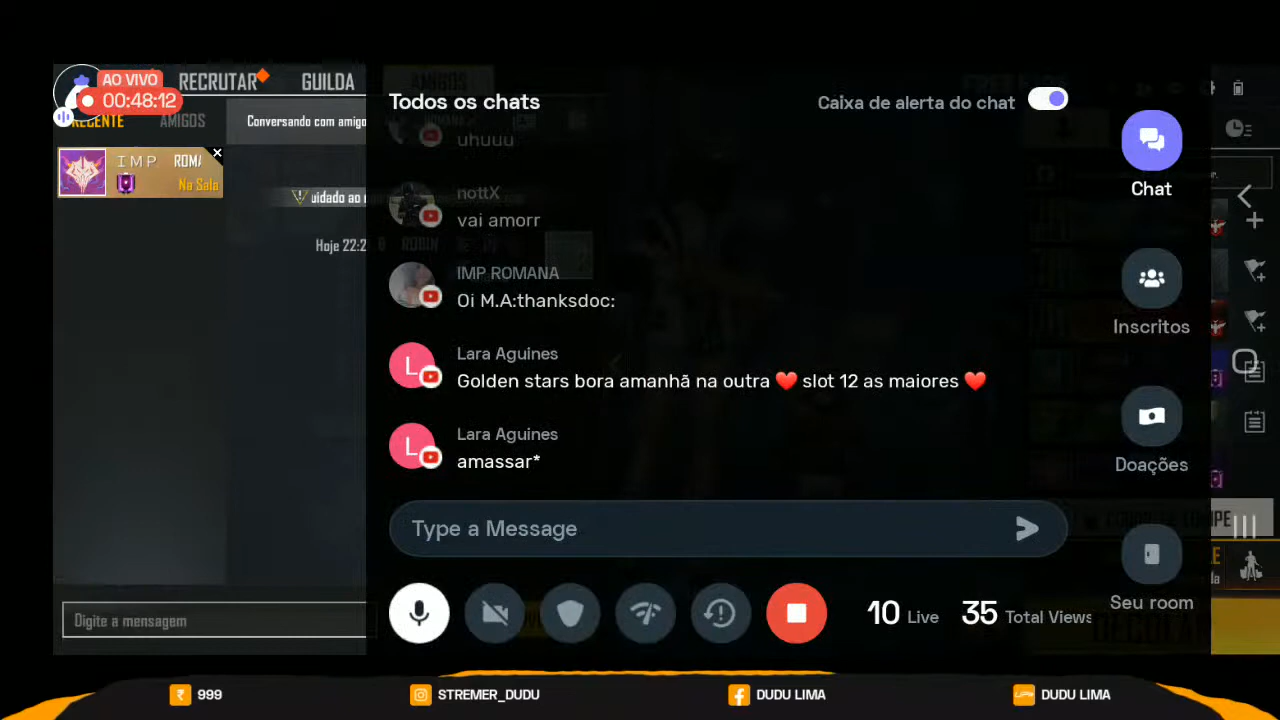 AO VIVO
00:48:12
RECRUTAR
GUILDA
RECENTE
AMIGOS
Conversando com amigo
I M P ROMA
Na Sala
uidado ao
Hoje 22:2
Digite a mensagem
AMIGOS
Todos os chats
Caixa de alerta do chat
uhuuu
nottX
vai amorr
IMP ROMANA
Oi M.A:thanksdoc:
Lara Aguines
Golden stars bora amanhã na outra ❤️ slot 12 as maiores ❤️
Lara Aguines
amassar*
Type a Message
10 Live
35 Total Views
Chat
Inscritos
Doações
Seu room
999
STREMER_DUDU
DUDU LIMA
DUDU LIMA